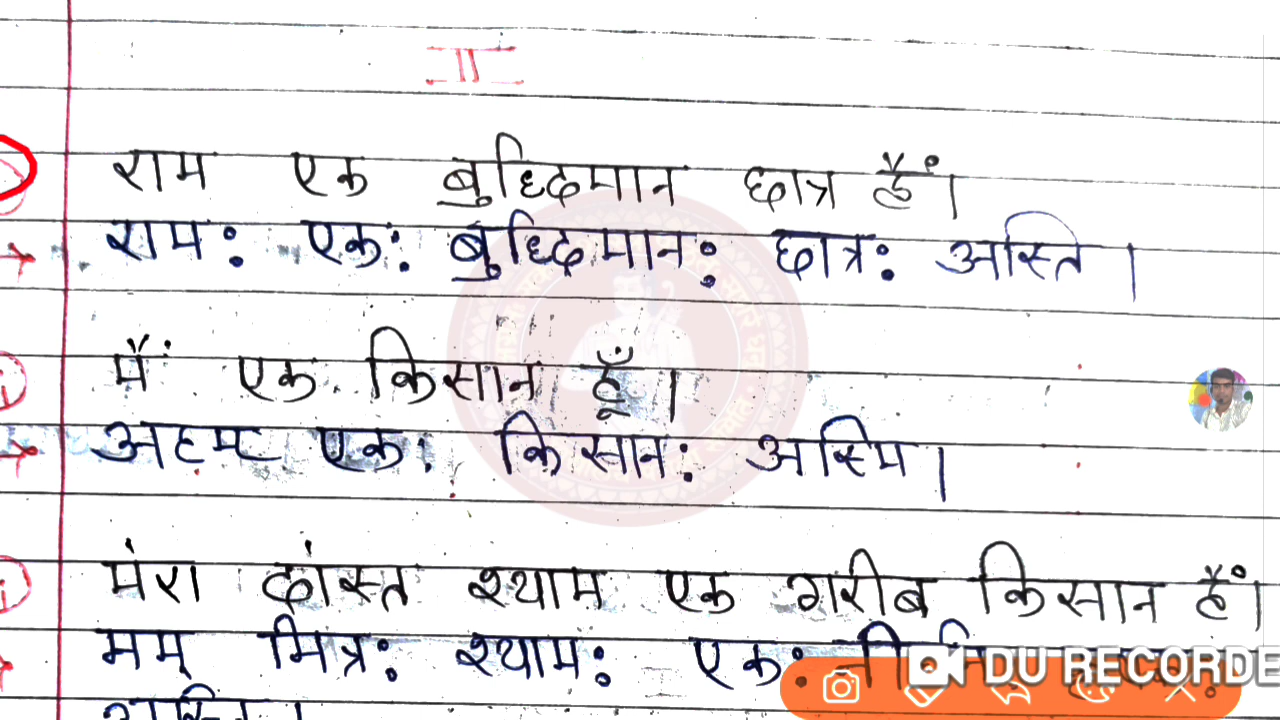 II
राम एक बुध्दिमान छात्र हैं।
रामः एकः बुध्दिमानः छात्रः अस्ति।
मैं एक किसान हूँ।
अहम् एकः किसानः अस्मि।
मेरा दोस्त श्याम एक गरीब किसान हैं।
मम् मित्रः श्यामः एकः
DU RECORDE